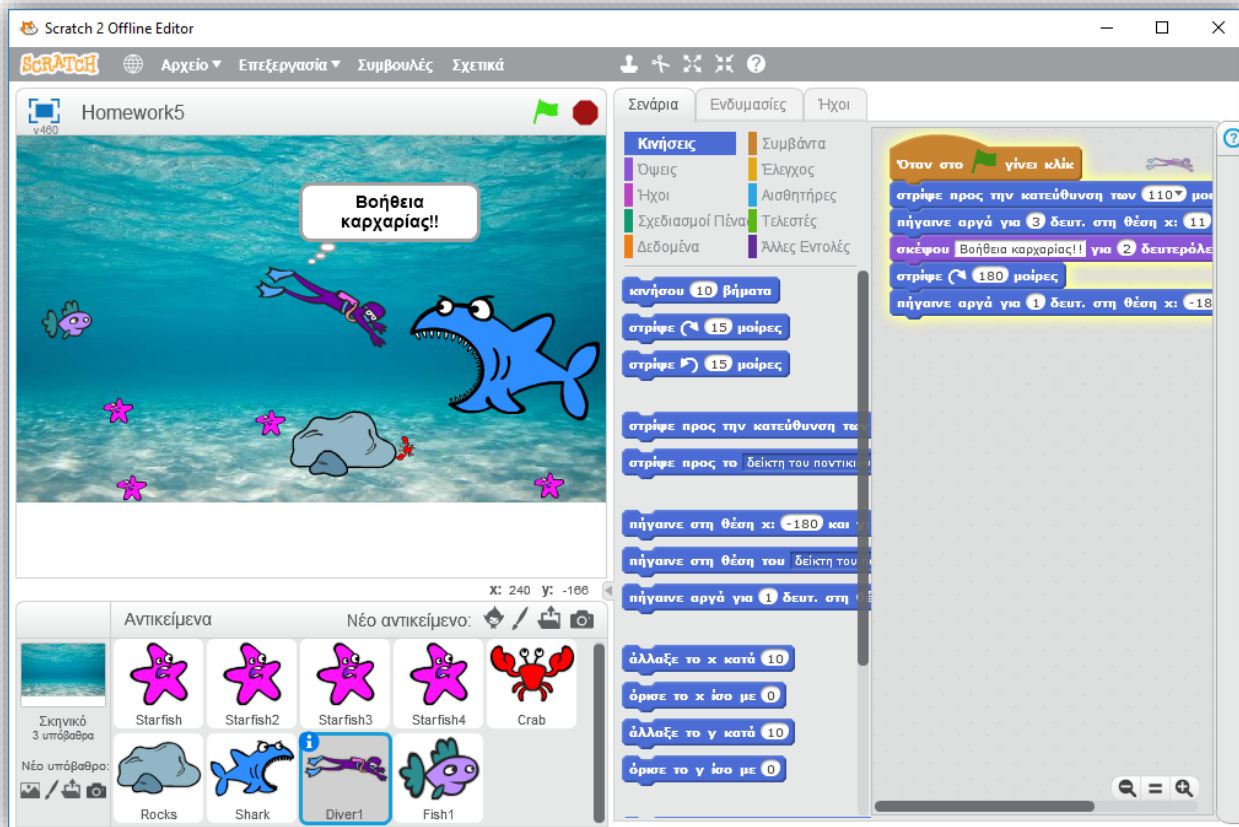 Scratch 2 Offline Editor
SCRATCH Αρχείο Επεξεργασία Συμβουλές Σχετικά
v460
Homework5
Βοήθεια
καρχαρίας!!
x: 240 y: -166
Αντικείμενα Νέο αντικείμενο:
Σκηνικό
3 υπόβαθρα
Νέο υπόβαθρο:
Starfish Starfish2 Starfish3 Starfish4 Crab
Rocks Shark Diver1 Fish1
Σενάρια Ενδυμασίες Ήχοι
Κινήσεις Συμβάντα
Όψεις Έλεγχος
Ήχοι Αισθητήρες
Σχεδιασμοί Πένας Τελεστές
Δεδομένα Άλλες Εντολές
κινήσου 10 βήματα
στρίψε 15 μοίρες
στρίψε 15 μοίρες
στρίψε προς την κατεύθυνση
στρίψε προς το δείκτη του
πήγαινε στη θέση x: -180 και
πήγαινε στη θέση του δείκτη του
πήγαινε αργά για 1 δευτ. στη
άλλαξε το x κατά 10
όρισε το x ίσο με 0
άλλαξε το y κατά 10
όρισε το y ίσο με 0
Όταν στο γίνει κλίκ
στρίψε προς την κατεύθυνση των 110
πήγαινε αργά για 3 δευτ. στη θέση x: 11
σκέψου Βοήθεια καρχαρίας!! για 2
στρίψε 180 μοίρες
πήγαινε αργά για 1 δευτ. στη θέση x: -18